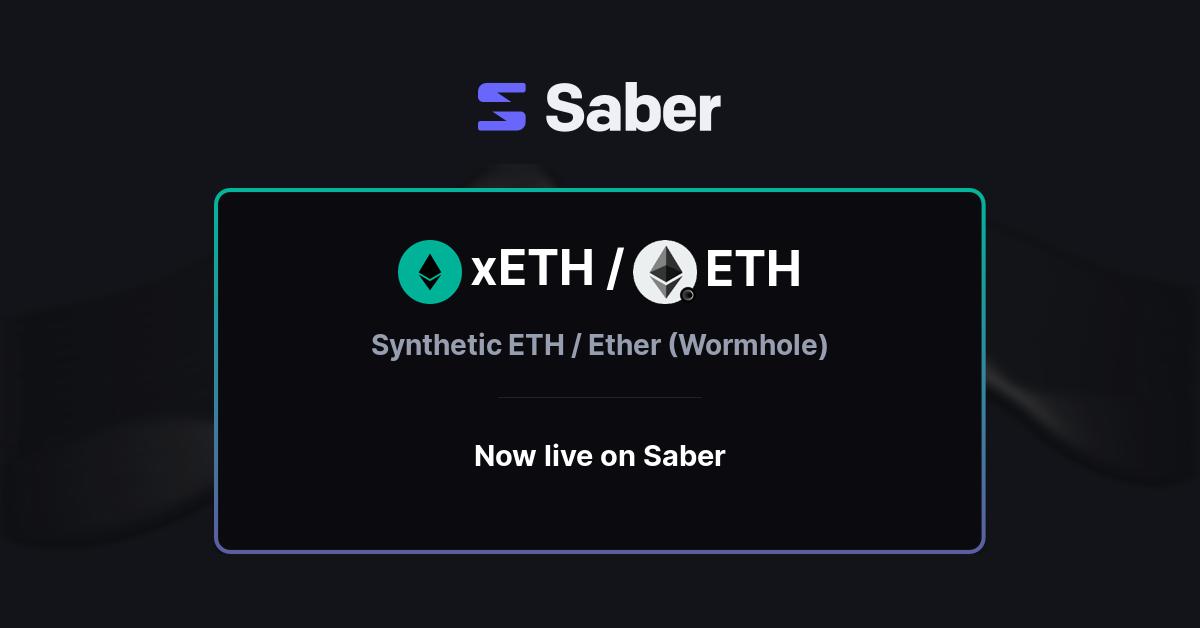 Saber
xETH / ETH
Synthetic ETH / Ether (Wormhole)
Now live on Saber